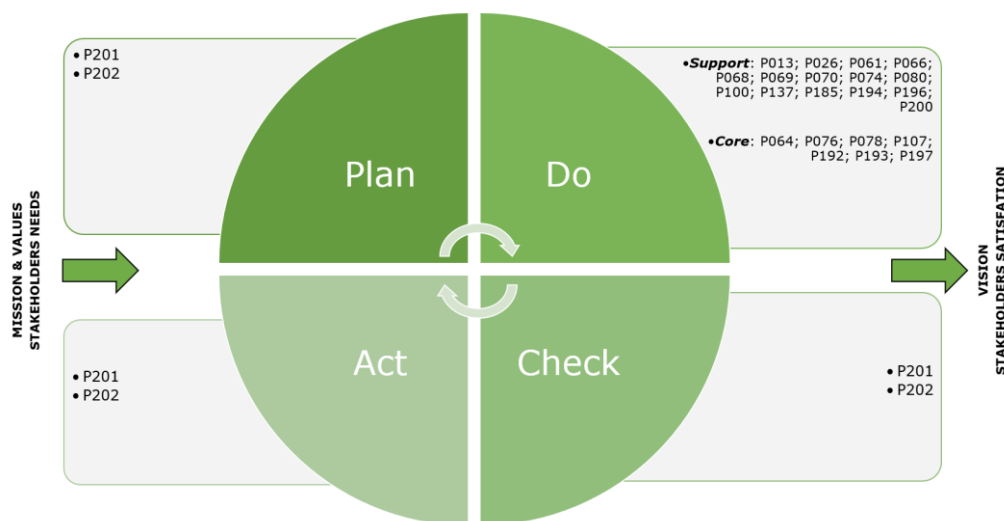 • P201
• P202
•Support: P013; P026; P061; P066;
P068; P069; P070; P074; P080;
P100; P137; P185; P194; P196;
P200
•Core: P064; P076; P078; P107;
P192; P193; P197
Plan
Do
MISSION & VALUES
STAKEHOLDERS NEEDS
VISION
STAKEHOLDERS SATISFATION
Act
Check
• P201
• P202
• P201
• P202